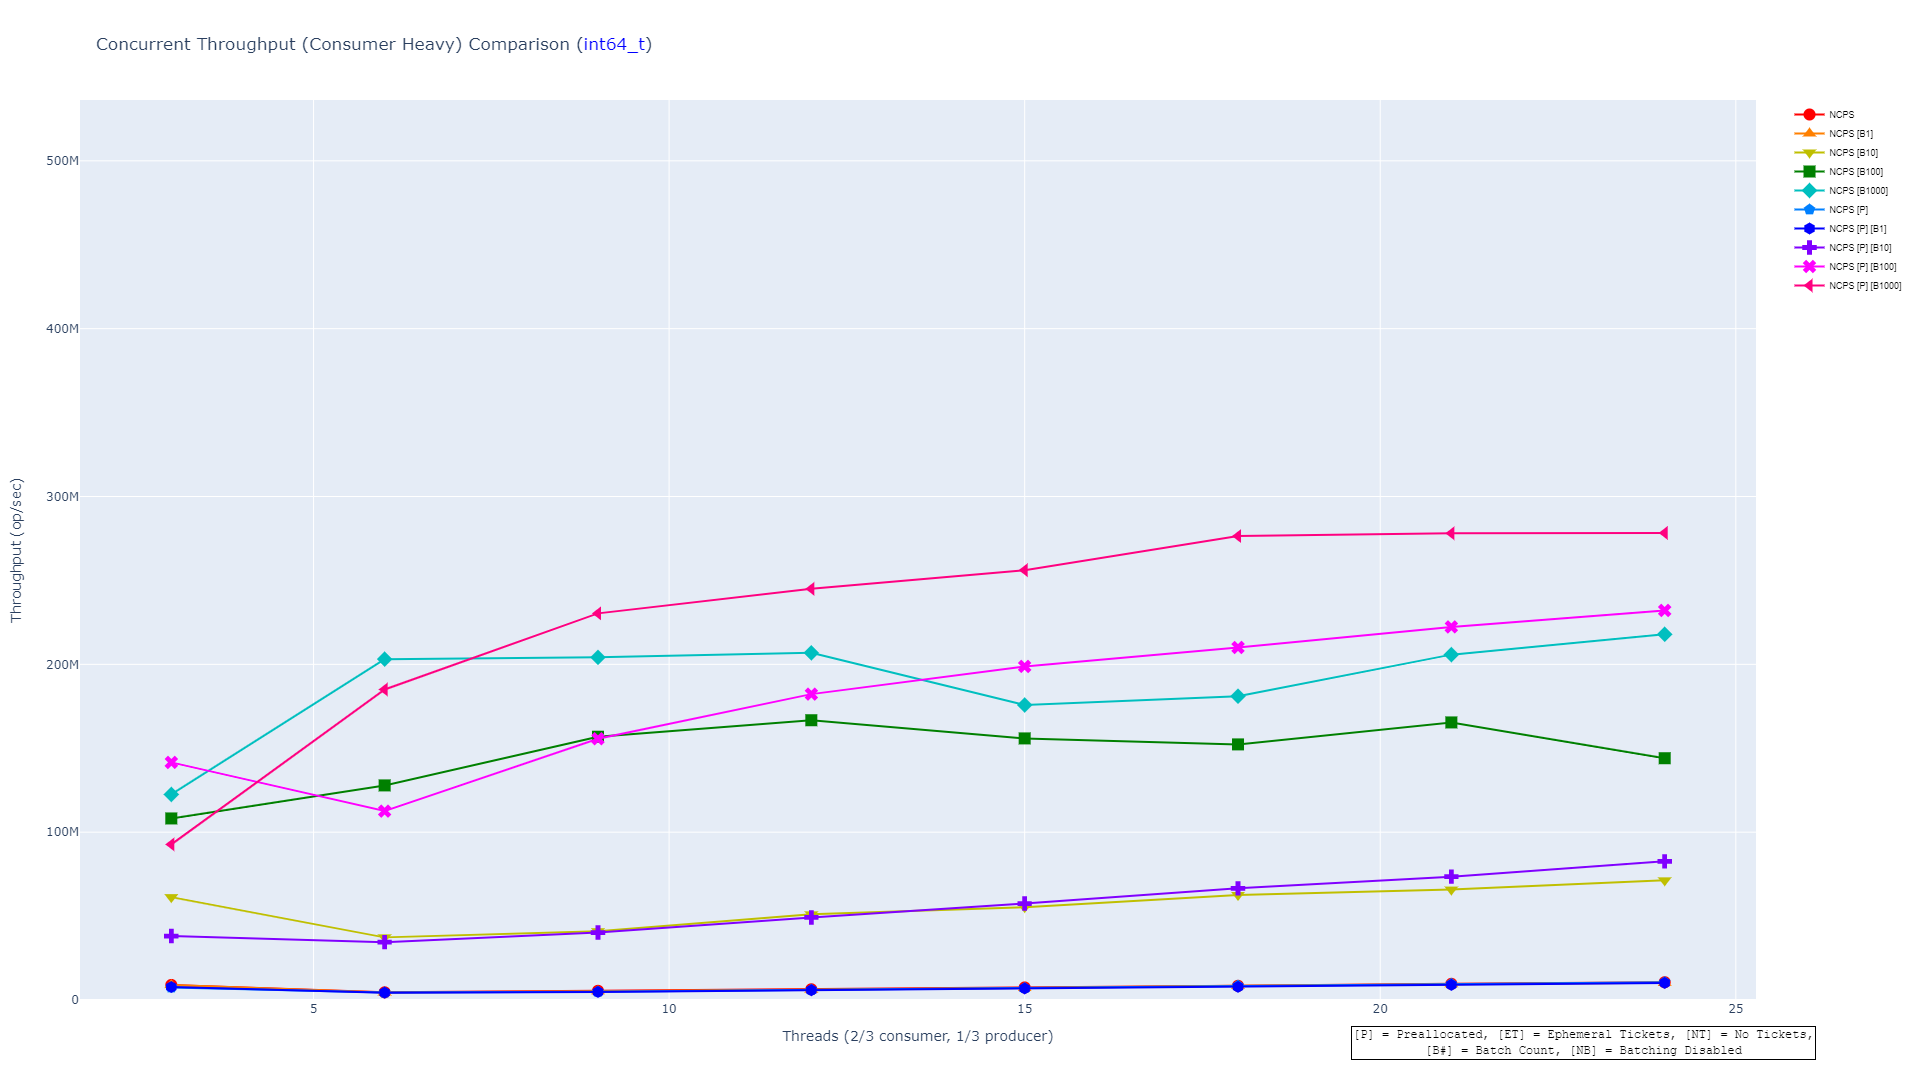 Concurrent Throughput (Consumer Heavy) Comparison (int64_t)
NCPS
NCPS [B1]
NCPS [B10]
NCPS [B100]
NCPS [B1000]
NCPS [P]
NCPS [P] [B1]
NCPS [P] [B10]
NCPS [P] [B100]
NCPS [P] [B1000]
Throughput (op/sec)
500M
400M
300M
200M
100M
0
5
10
15
20
25
Threads (2/3 consumer, 1/3 producer)
[P] = Preallocated, [ET] = Ephemeral Tickets, [NT] = No Tickets,
[B#] = Batch Count, [NB] = Batching Disabled